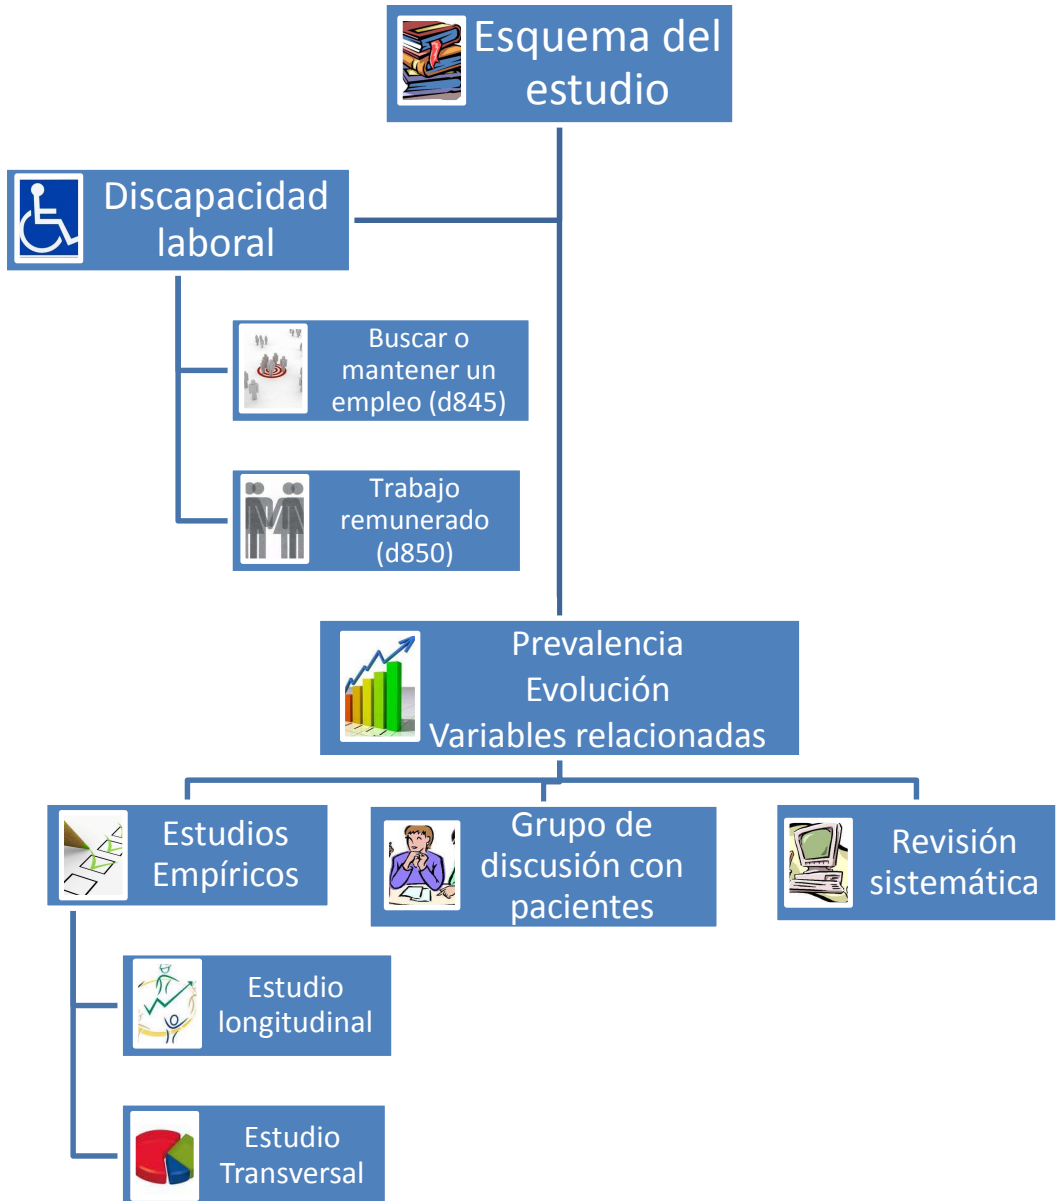 Esquema del
estudio
Discapacidad
laboral
Buscar o
mantener un
empleo (d845)
Trabajo
remunerado
(d850)
Prevalencia
Evolución
Variables relacionadas
Estudios
Empíricos
Grupo de
discusión con
pacientes
Revisión
sistemática
Estudio
longitudinal
Estudio
Transversal